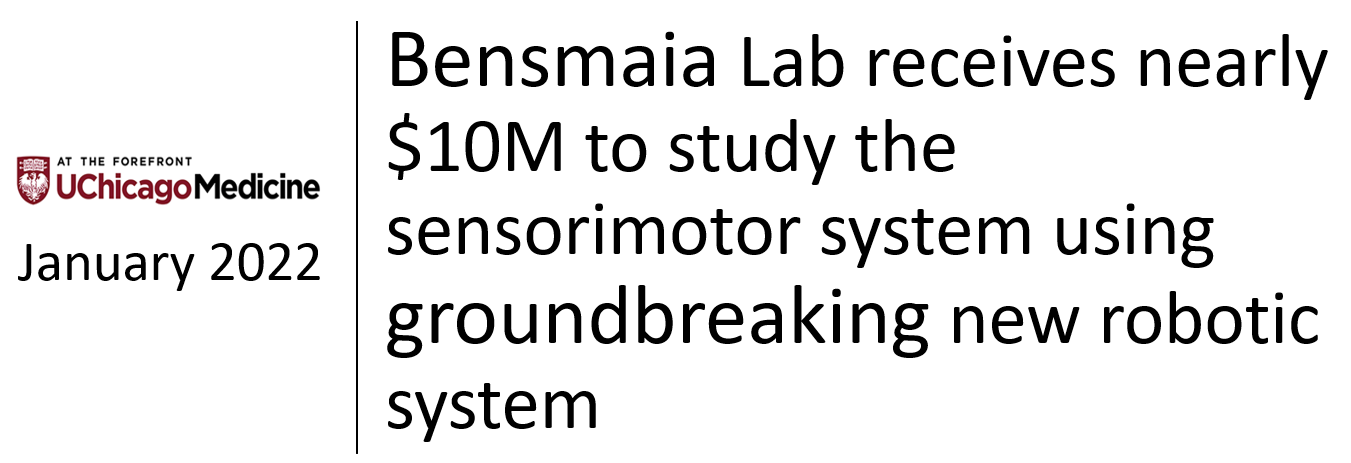 AT THE FOREFRONT
UChicagoMedicine
January 2022
Bensmaia Lab receives nearly
$10M to study the
sensorimotor system using
groundbreaking new robotic
system